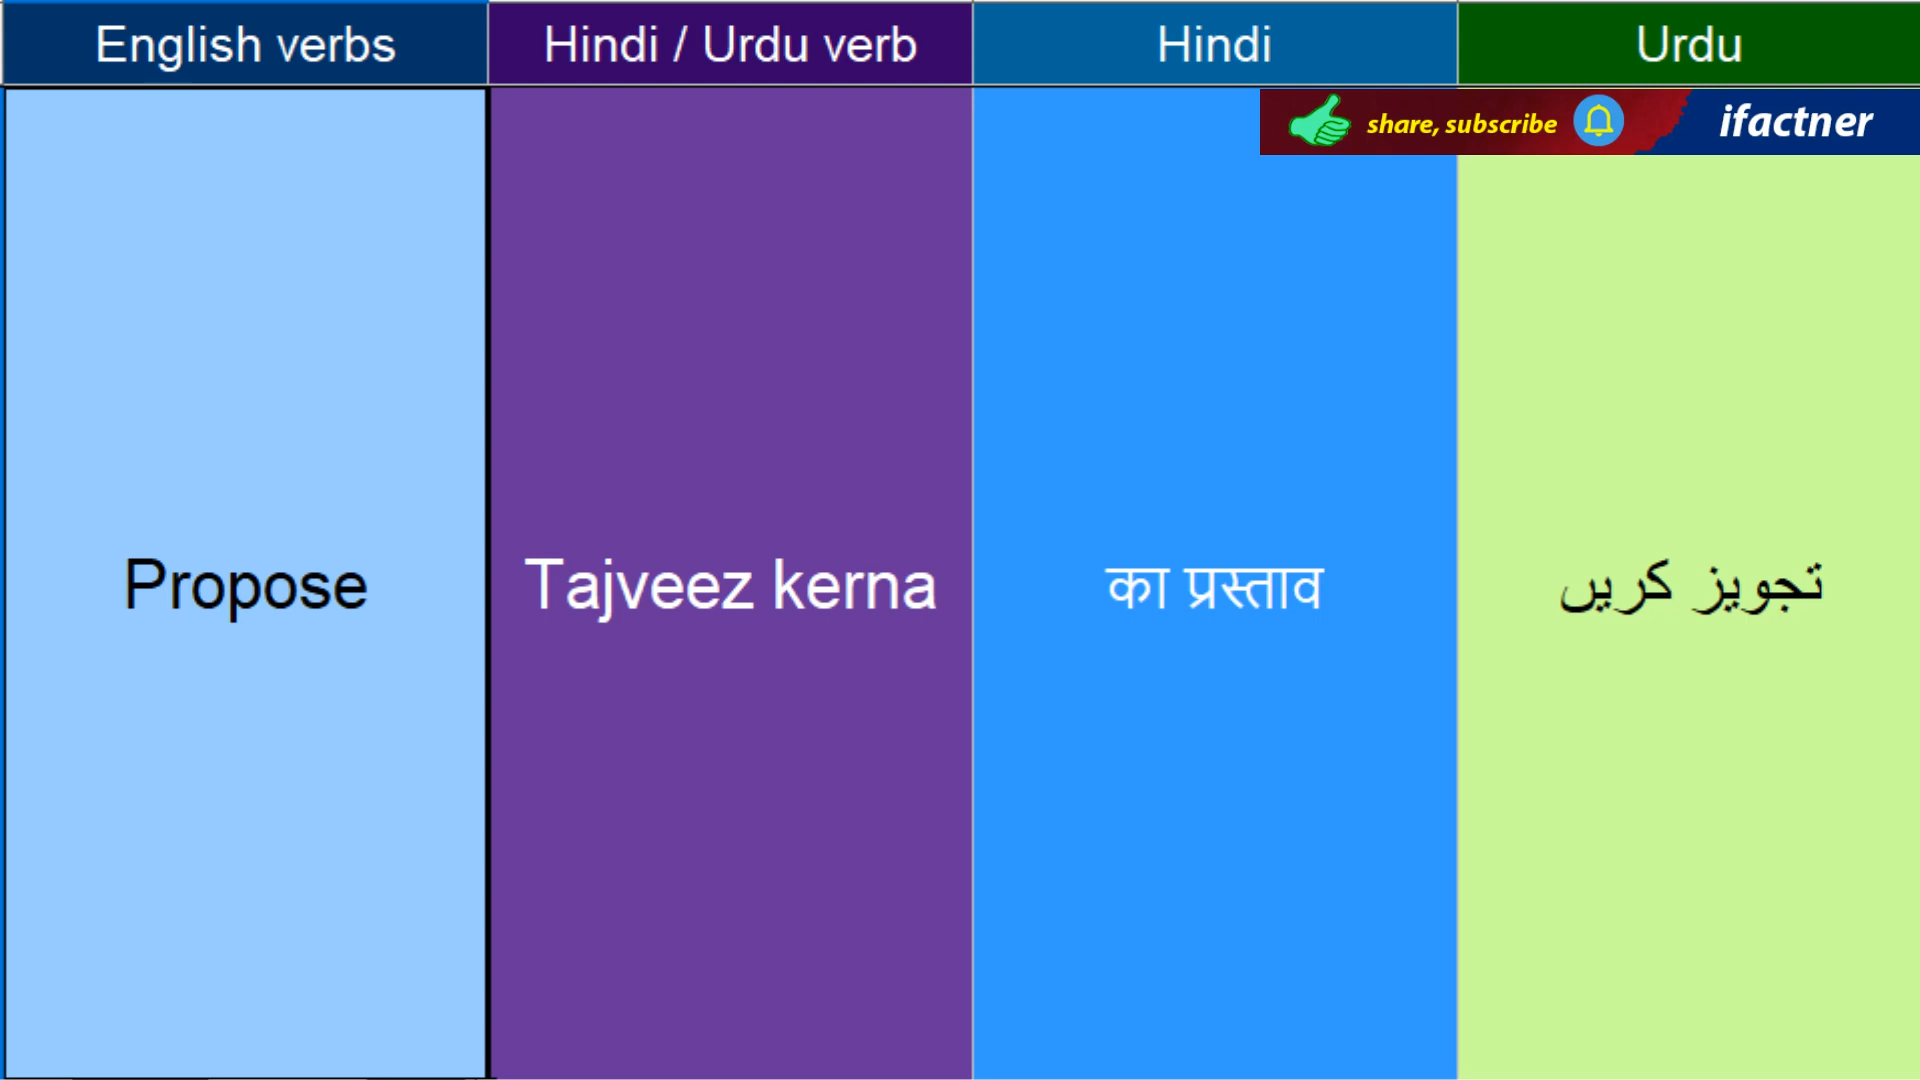 English verbs
Hindi / Urdu verb
Hindi
Urdu
share, subscribe
ifactner
Propose
Tajveez kerna
का प्रस्ताव
تجویز کریں